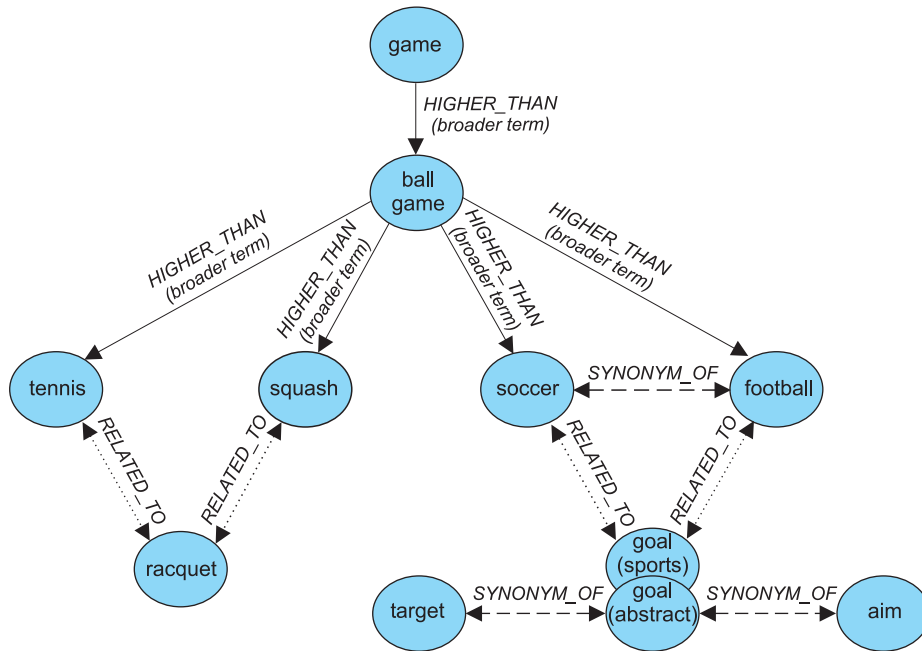 game
HIGHER_THAN
(broader term)
ball
game
HIGHER_THAN
(broader term)
HIGHER_THAN
(broader term)
HIGHER_THAN
(broader term)
HIGHER_THAN
(broader term)
tennis
squash
soccer
SYNONYM_OF
football
RELATED_TO
RELATED_TO
RELATED_TO
RELATED_TO
racquet
goal
(sports)
target
SYNONYM_OF
goal
(abstract)
SYNONYM_OF
aim